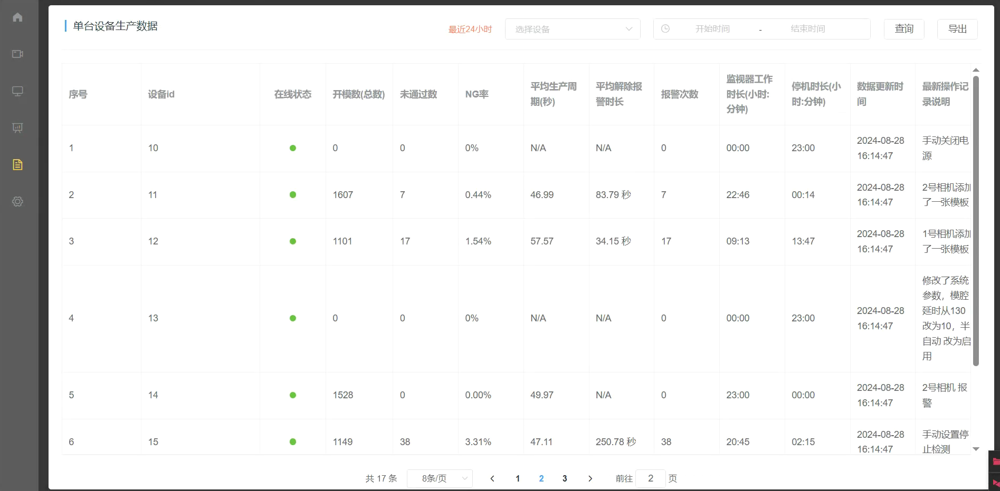 单台设备生产数据
最近24小时 选择设备 开始时间 - 结束时间 查询 导出
序号 设备id 在线状态 开模数(总数) 未通过数 NG率 平均生产周期(秒) 平均解除报警时长 报警次数 监视器工作时长(小时:分钟) 停机时长(小时:分钟) 数据更新时间 最新操作记录说明
1 10 0 0 0% N/A N/A 0 00:00 23:00 2024-08-28 16:14:47 手动关闭电源
2 11 1607 7 0.44% 46.99 83.79 秒 7 22:46 00:14 2024-08-28 16:14:47 2号相机添加了一张模板
3 12 1101 17 1.54% 57.57 34.15 秒 17 09:13 13:47 2024-08-28 16:14:47 1号相机添加了一张模板
4 13 0 0 0% N/A N/A 0 00:00 23:00 2024-08-28 16:14:47 修改了系统参数，模腔延时从130改为10，半自动 改为启用
5 14 1528 0 0.00% 49.97 N/A 0 23:00 00:00 2024-08-28 16:14:47 2号相机 报警
6 15 1149 38 3.31% 47.11 250.78 秒 38 20:45 02:15 2024-08-28 16:14:47 手动设置停止检测
共 17 条 8条/页 1 2 3 前往 2 页